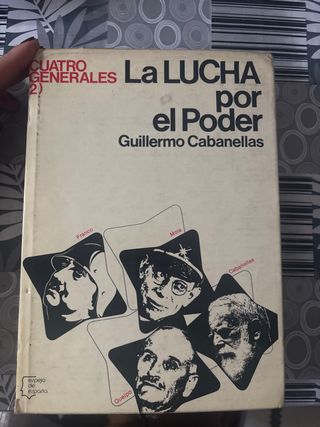 CUATRO
GENERALES
2)
La LUCHA
por
el Poder
Guillermo Cabanellas
Franco
Mola
Cabanellas
Queipo
espejo
de
españa